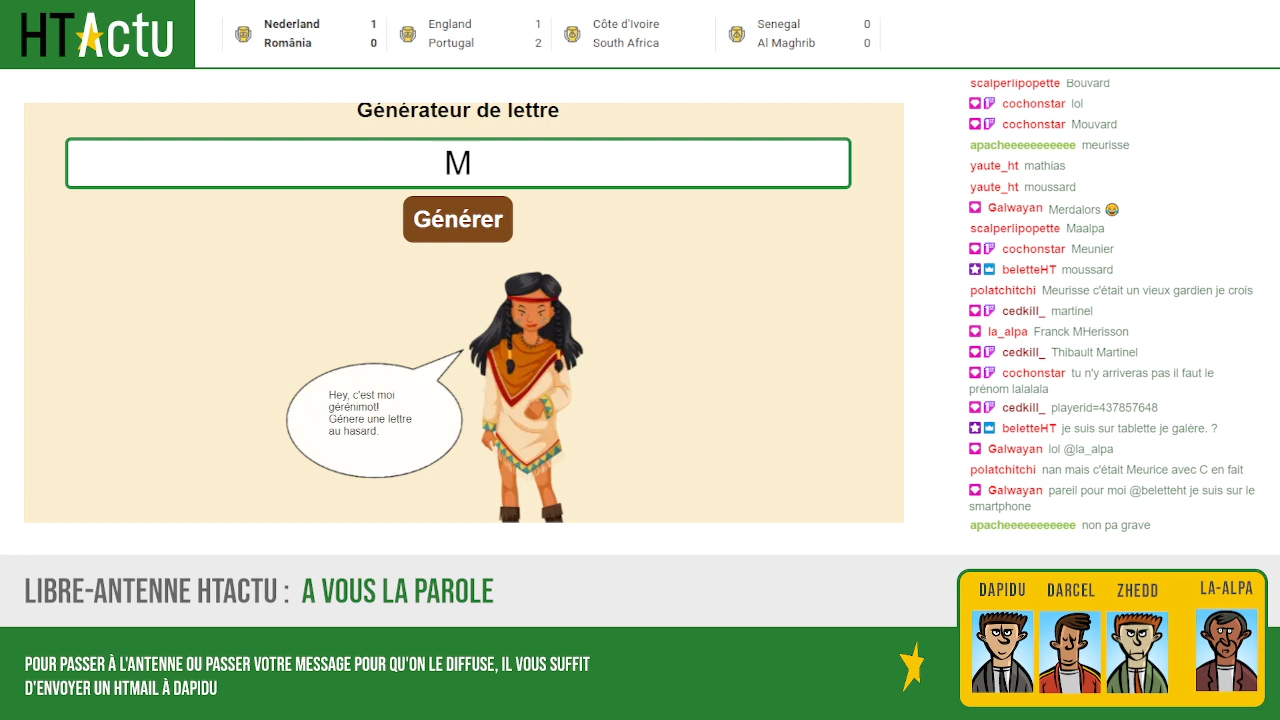 HTActu
Nederland 1
România 0
England 1
Portugal 2
Côte d'Ivoire
South Africa
Senegal 0
Al Maghrib 0
Générateur de lettre
M
Générer
Hey, c'est moi
gérénimot!
Génere une lettre
au hasard.
scalperlipopette Bouvard
cochonstar lol
cochonstar Mouvard
apacheeeeeeeeeee meurisse
yaute_ht mathias
yaute_ht moussard
Galwayan Merdalors 😂
scalperlipopette Maalpa
cochonstar Meunier
beletteHT moussard
polatchitchi Meurisse c'était un vieux gardien je crois
cedkill_ martinel
la_alpa Franck MHerisson
cedkill_ Thibault Martinel
cochonstar tu n'y arriveras pas il faut le
prénom lalalala
cedkill_ playerid=437857648
beletteHT je suis sur tablette je galère. ?
Galwayan lol @la_alpa
polatchitchi nan mais c'était Meurice avec C en fait
Galwayan pareil pour moi @beletteht je suis sur le
smartphone
apacheeeeeeeeeee non pa grave
LIBRE-ANTENNE HTACTU : A VOUS LA PAROLE
POUR PASSER À L'ANTENNE OU PASSER VOTRE MESSAGE POUR QU'ON LE DIFFUSE, IL VOUS SUFFIT
D'ENVOYER UN HTMAIL À DAPIDU
DAPIDU DARCEL ZHEDD LA-ALPA